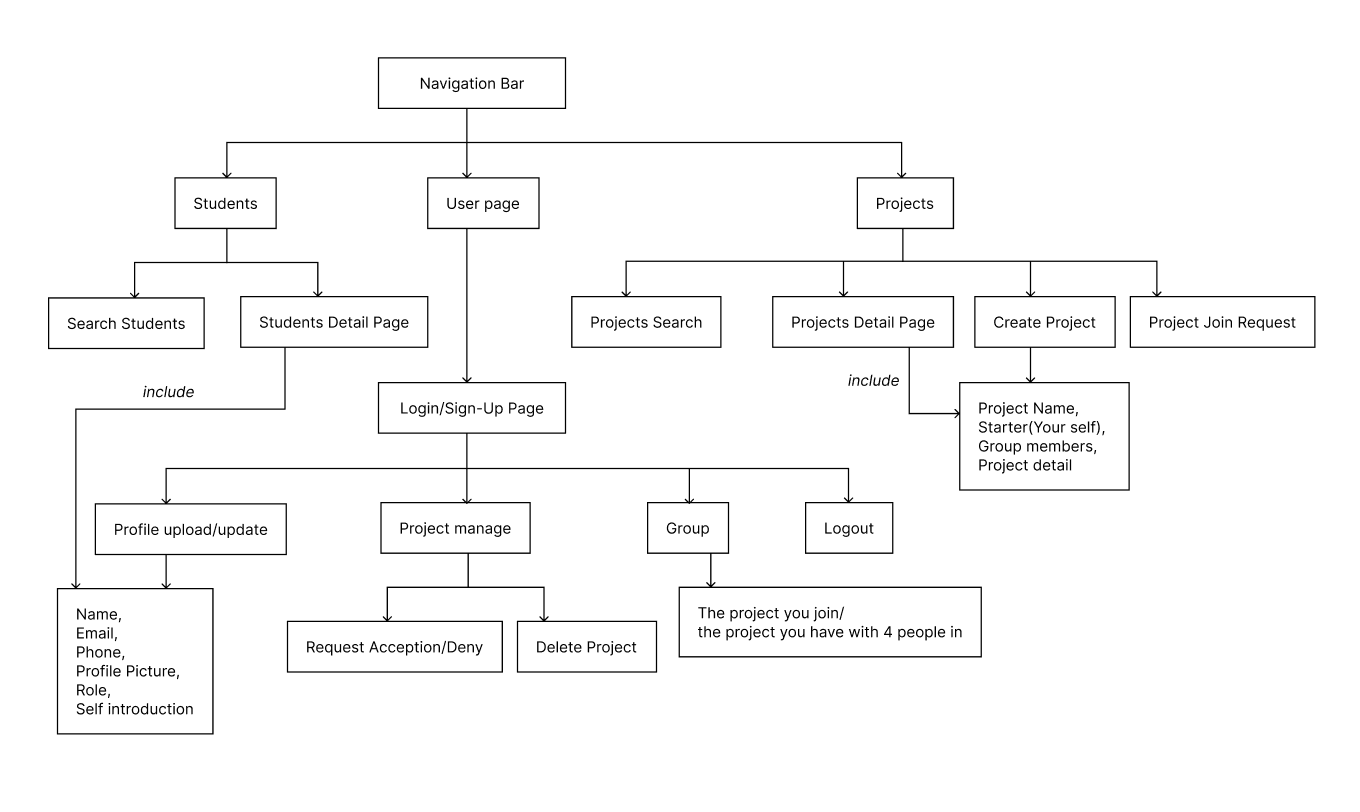 Navigation Bar
Students
User page
Projects
Search Students
Students Detail Page
Projects Search
Projects Detail Page
Create Project
Project Join Request
include
include
Login/Sign-Up Page
Project Name,
Starter(Your self),
Group members,
Project detail
Profile upload/update
Project manage
Group
Logout
Name,
Email,
Phone,
Profile Picture,
Role,
Self introduction
Request Acception/Deny
Delete Project
The project you join/
the project you have with 4 people in